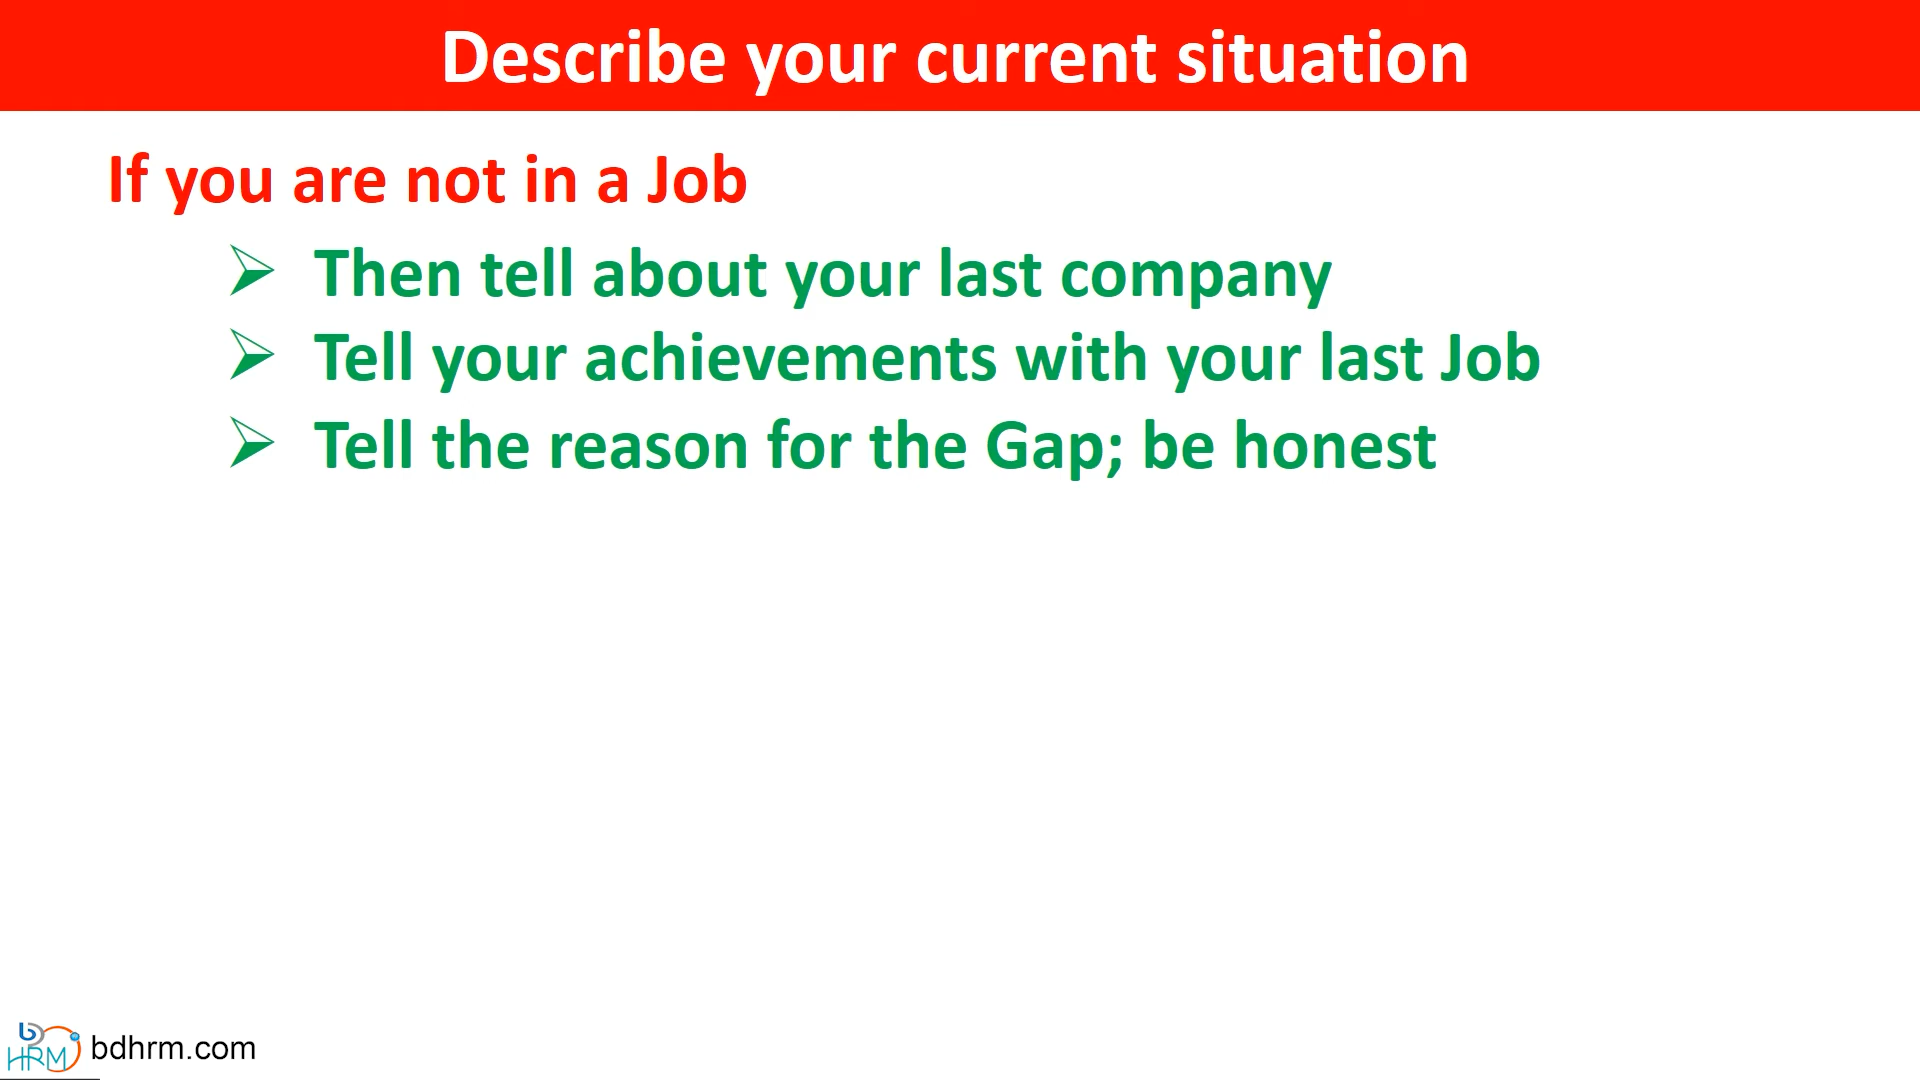 Describe your current situation
If you are not in a Job
Then tell about your last company
Tell your achievements with your last Job
Tell the reason for the Gap; be honest
bd
HRM bdhrm.com